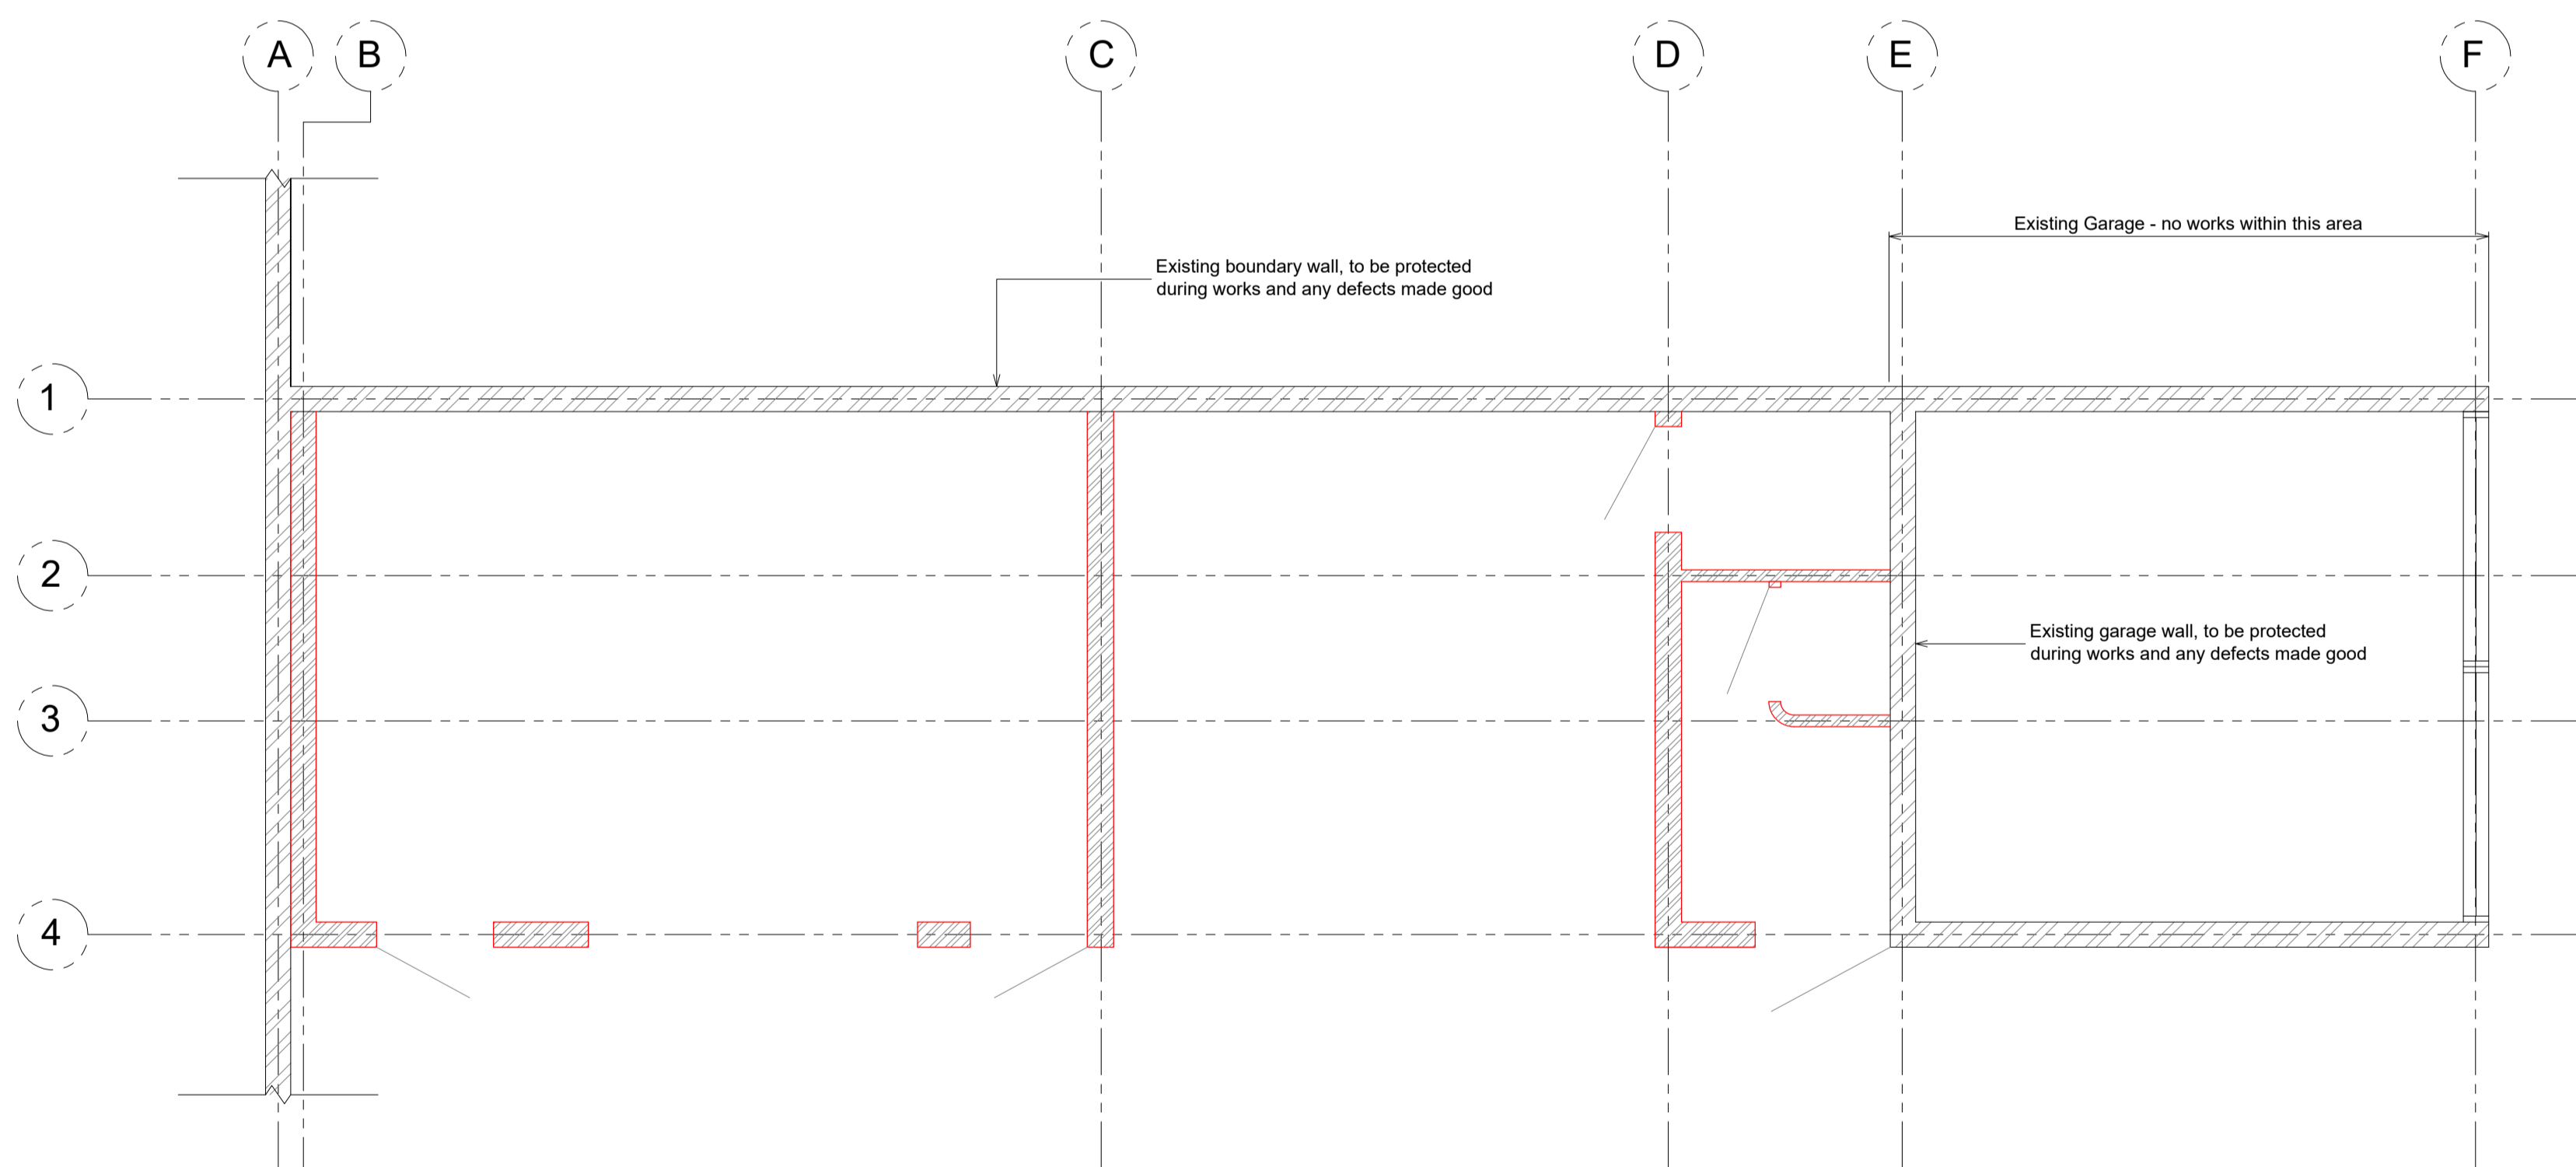 A
B
C
D
E
F
Existing Garage - no works within this area
Existing boundary wall, to be protected
during works and any defects made good
1
2
Existing garage wall, to be protected
during works and any defects made good
3
4